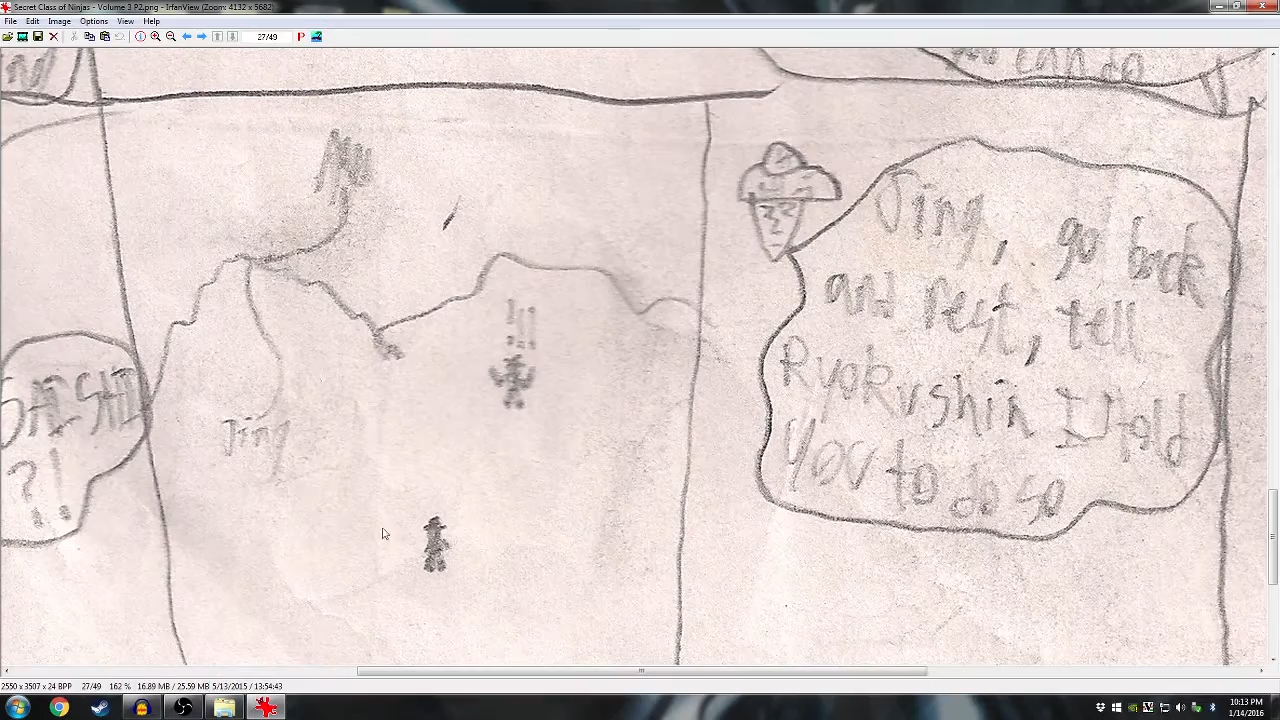 Secret Class of Ninjas - Volume 3 P2.png - IrfanView (Zoom: 4132 x 5682)
File Edit Image Options View Help
27/49
can do
SHISHII
?!
Jing
!!!
Jing, go back
and rest, tell
Ryokushin I told
you to do so
2550 x 3507 x 24 BPP 27/49 162 % 16.89 MB / 25.59 MB 5/13/2015 / 13:54:43
10:13 PM
1/14/2016